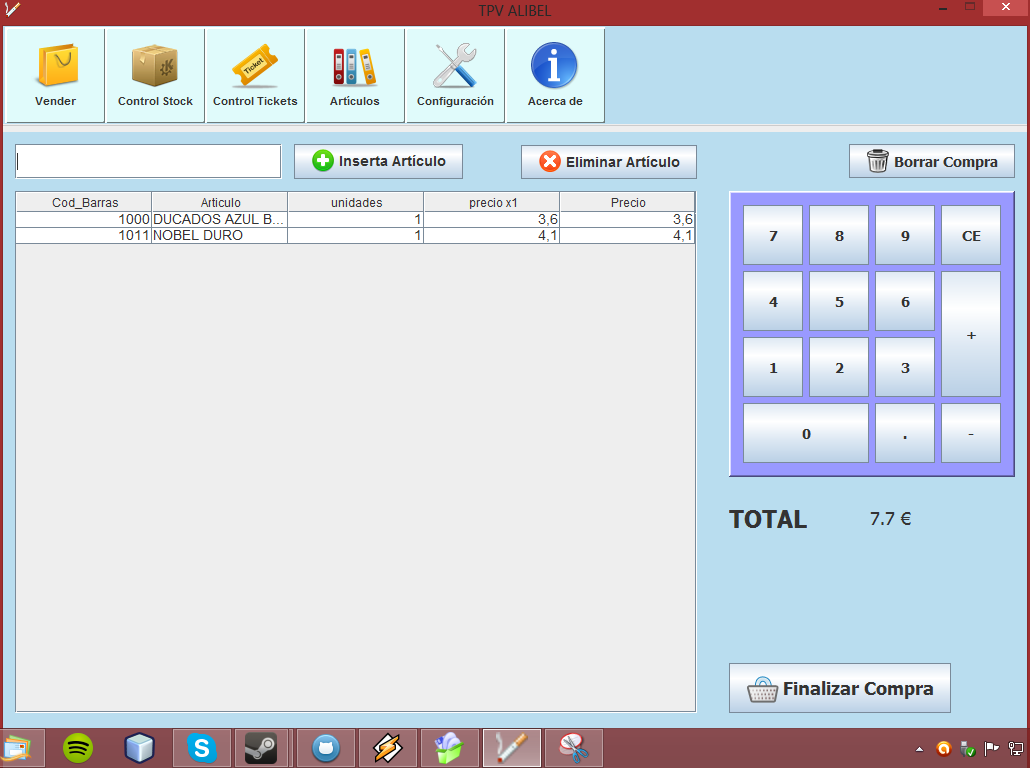 TPV ALIBEL
Vender
Control Stock
Ticket
Control Tickets
Artículos
Configuración
Acerca de
Inserta Artículo
Eliminar Artículo
Borrar Compra
Cod_Barras Articulo unidades precio x1 Precio
1000 DUCADOS AZUL B... 1 3,6 3,6
1011 NOBEL DURO 1 4,1 4,1
7 8 9 CE
4 5 6 +
1 2 3
0 . -
TOTAL 7.7 €
Finalizar Compra